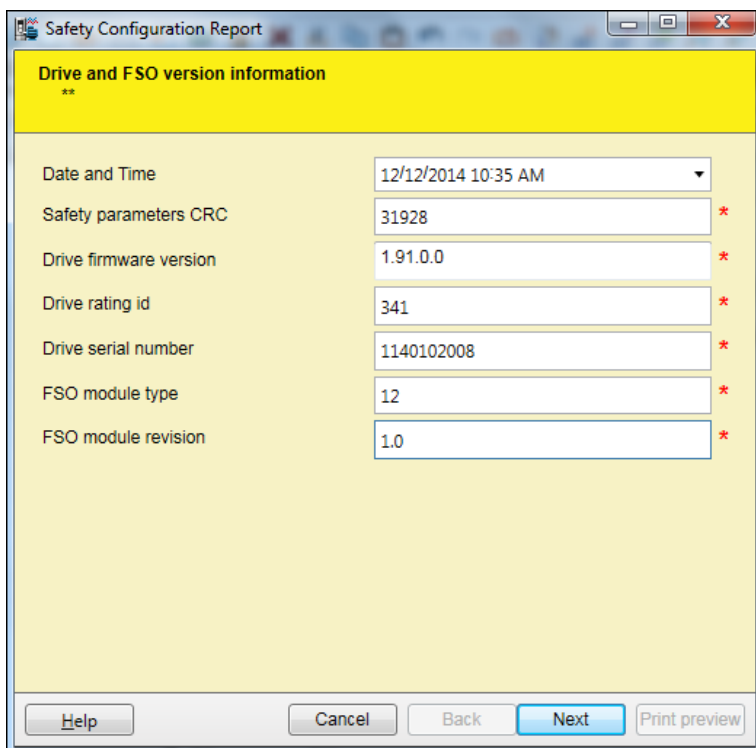 Safety Configuration Report
Drive and FSO version information
**
Date and Time 12/12/2014 10:35 AM
Safety parameters CRC 31928 *
Drive firmware version 1.91.0.0 *
Drive rating id 341 *
Drive serial number 1140102008 *
FSO module type 12 *
FSO module revision 1.0 *
Help Cancel Back Next Print preview